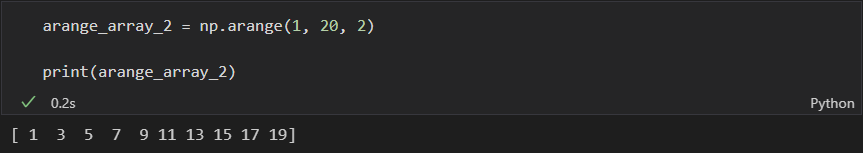 arange_array_2 = np.arange(1, 20, 2)
print(arange_array_2)
0.2s
Python
[ 1  3  5  7  9 11 13 15 17 19]